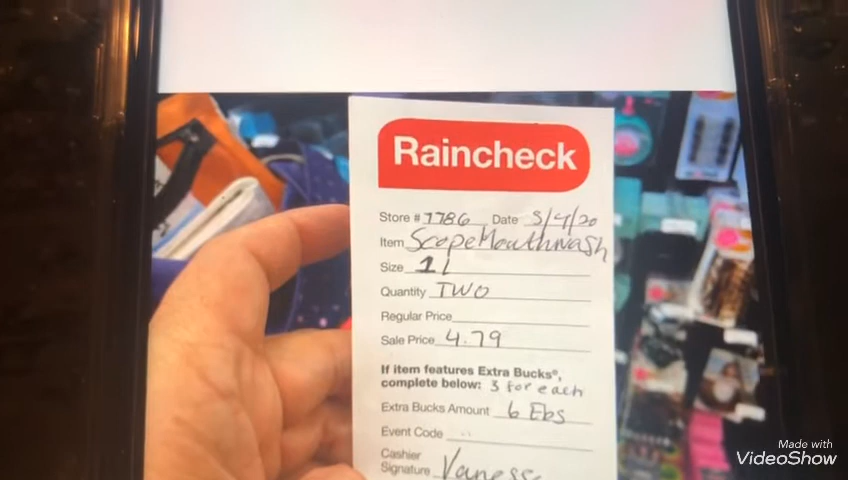 Raincheck
Store # 7786 Date 5/4/20
Item Scope Mouthwash
Size 1 L
Quantity TWO
Regular Price
Sale Price 4.79
If item features Extra Bucks®,
complete below: 3 for each
Extra Bucks Amount 6 Ebs
Event Code
Cashier
Signature Vaness
Made with
VideoShow